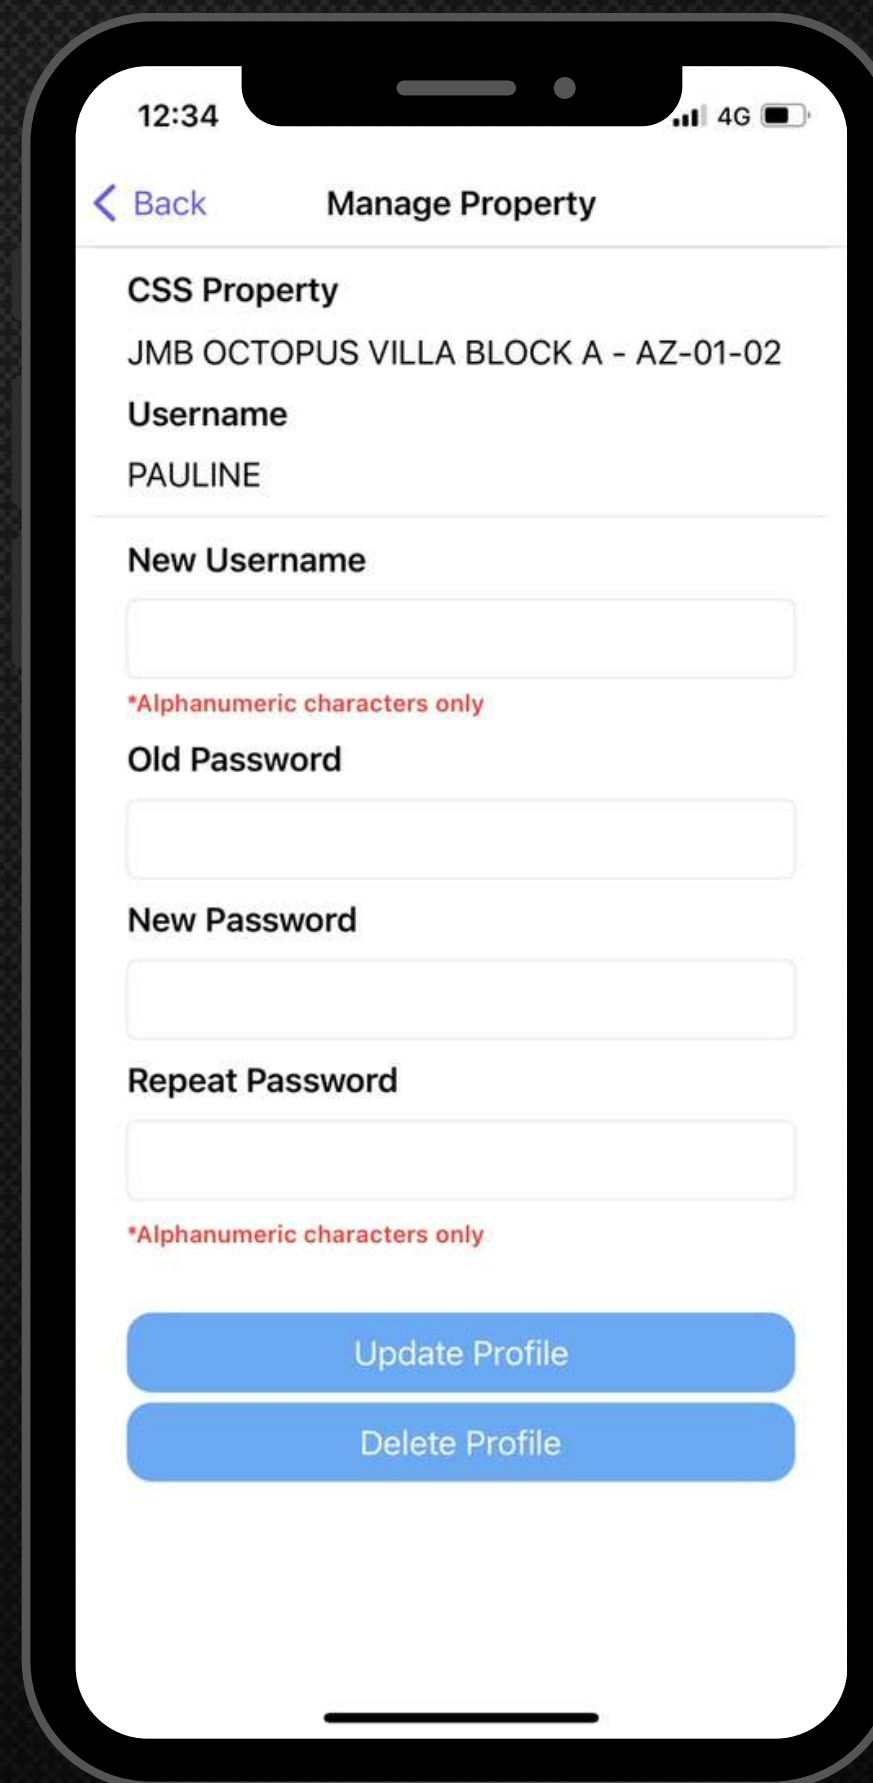 12:34
4G
Back
Manage Property
CSS Property
JMB OCTOPUS VILLA BLOCK A - AZ-01-02
Username
PAULINE
New Username
*Alphanumeric characters only
Old Password
New Password
Repeat Password
*Alphanumeric characters only
Update Profile
Delete Profile